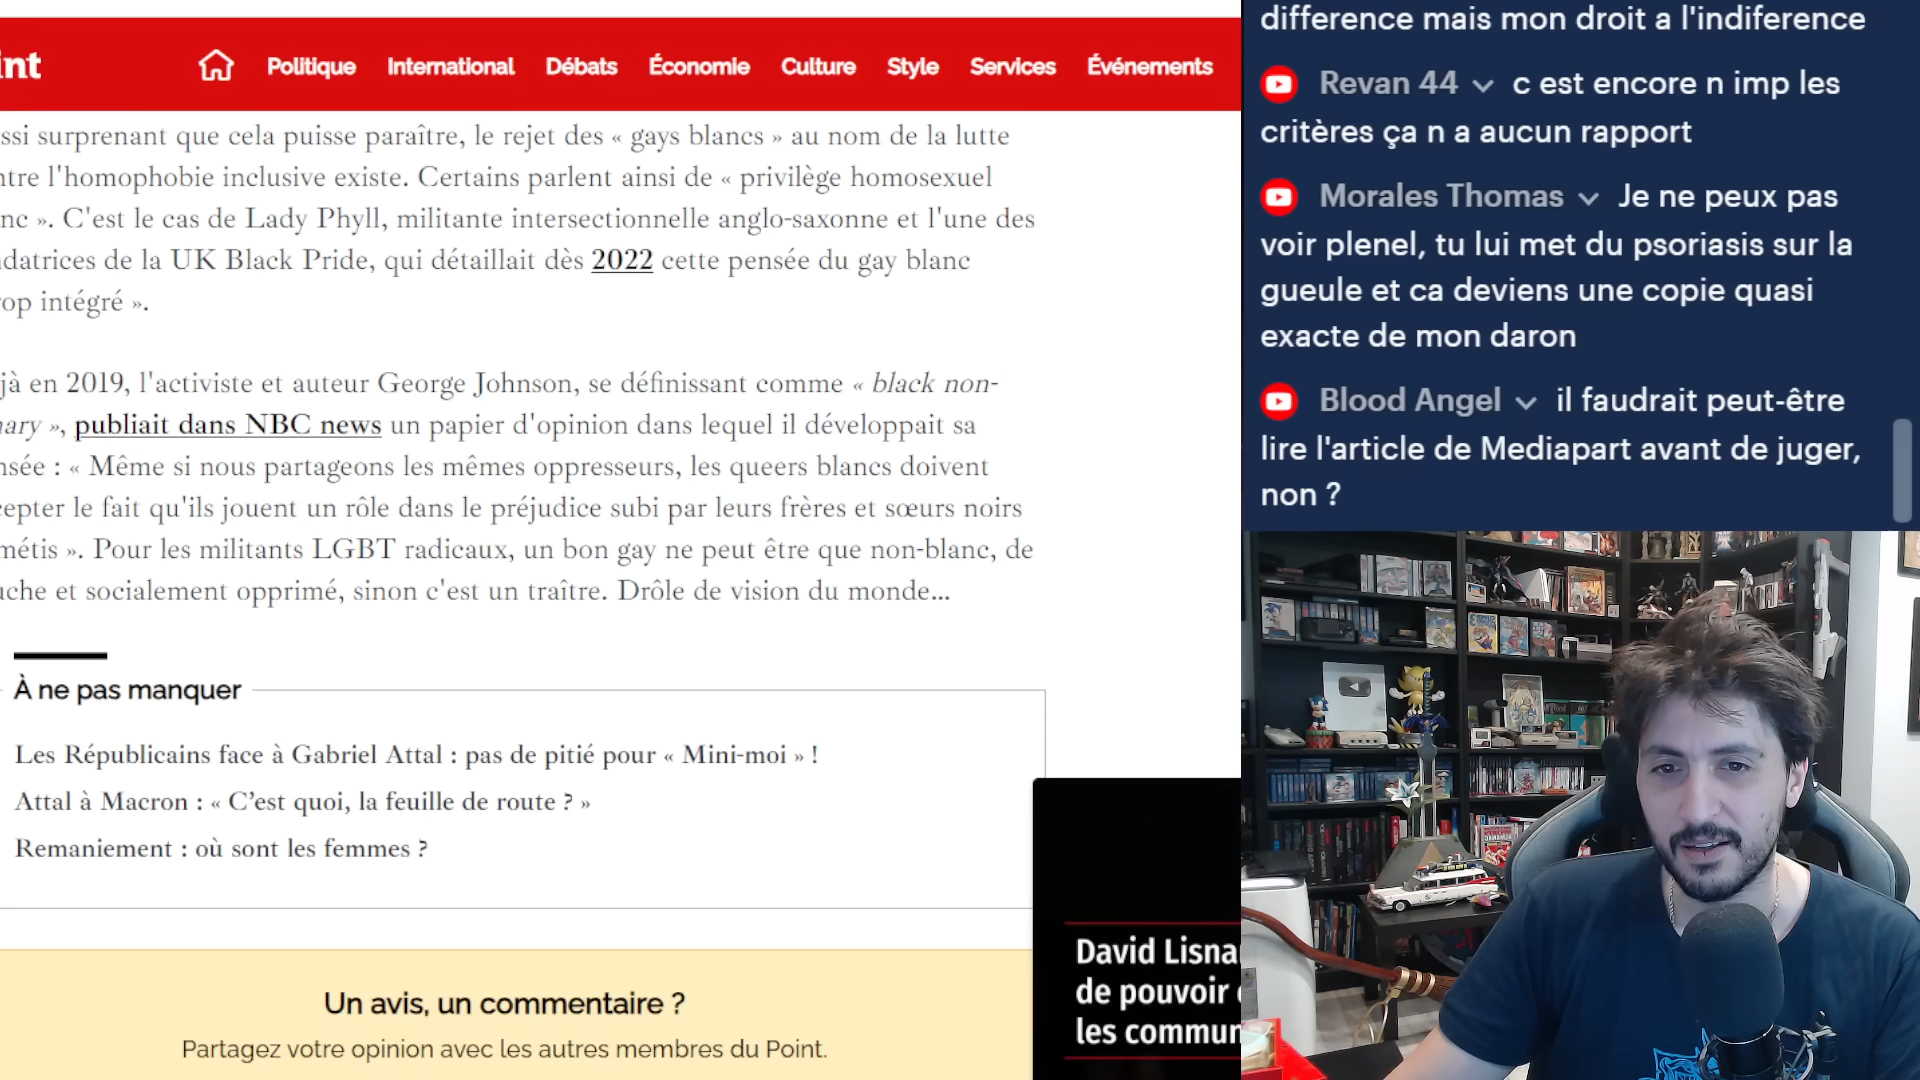 int
Politique International Débats Économie Culture Style Services Événements
ssi surprenant que cela puisse paraître, le rejet des « gays blancs » au nom de la lutte
ntre l'homophobie inclusive existe. Certains parlent ainsi de « privilège homosexuel
nc ». C'est le cas de Lady Phyll, militante intersectionnelle anglo-saxonne et l'une des
datrices de la UK Black Pride, qui détaillait dès 2022 cette pensée du gay blanc
op intégré ».
jà en 2019, l'activiste et auteur George Johnson, se définissant comme « black non-
ary », publiait dans NBC news un papier d'opinion dans lequel il développait sa
nsée : « Même si nous partageons les mêmes oppresseurs, les queers blancs doivent
cepter le fait qu'ils jouent un rôle dans le préjudice subi par leurs frères et sœurs noirs
métis ». Pour les militants LGBT radicaux, un bon gay ne peut être que non-blanc, de
uche et socialement opprimé, sinon c'est un traître. Drôle de vision du monde...
À ne pas manquer
Les Républicains face à Gabriel Attal : pas de pitié pour « Mini-moi » !
Attal à Macron : « C'est quoi, la feuille de route ? »
Remaniement : où sont les femmes ?
Un avis, un commentaire ?
Partagez votre opinion avec les autres membres du Point.
David Lisna
de pouvoir
les commun
difference mais mon droit a l'indiference
Revan 44 c est encore n imp les
critères ça n a aucun rapport
Morales Thomas Je ne peux pas
voir plenel, tu lui met du psoriasis sur la
gueule et ca deviens une copie quasi
exacte de mon daron
Blood Angel il faudrait peut-être
lire l'article de Mediapart avant de juger,
non ?